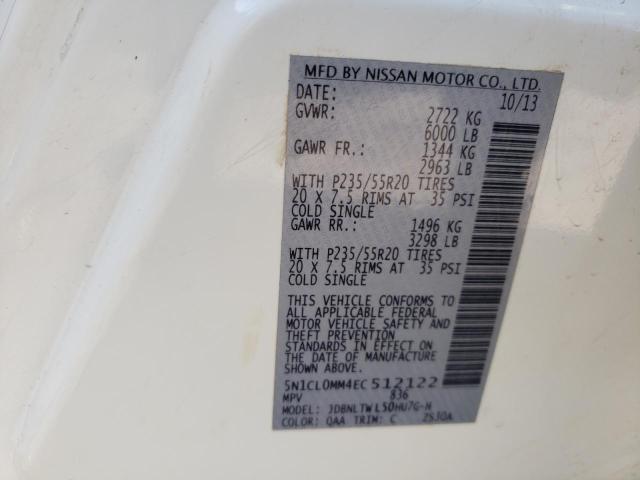 MFD BY NISSAN MOTOR CO., LTD.
DATE: 10/13
GVWR: 2722 KG
6000 LB
GAWR FR.: 1344 KG
2963 LB
WITH P235/55R20 TIRES
20 X 7.5 RIMS AT 35 PSI
COLD SINGLE
GAWR RR.: 1496 KG
3298 LB
WITH P235/55R20 TIRES
20 X 7.5 RIMS AT 35 PSI
COLD SINGLE
THIS VEHICLE CONFORMS TO
ALL APPLICABLE FEDERAL
MOTOR VEHICLE SAFETY AND
THEFT PREVENTION
STANDARDS IN EFFECT ON
THE DATE OF MANUFACTURE
SHOWN ABOVE.
5N1CL0MM4EC512122
MPV 836
MODEL: JDBNLTWL50HU7G-N
COLOR: QAA TRIM: C 2SJ0A